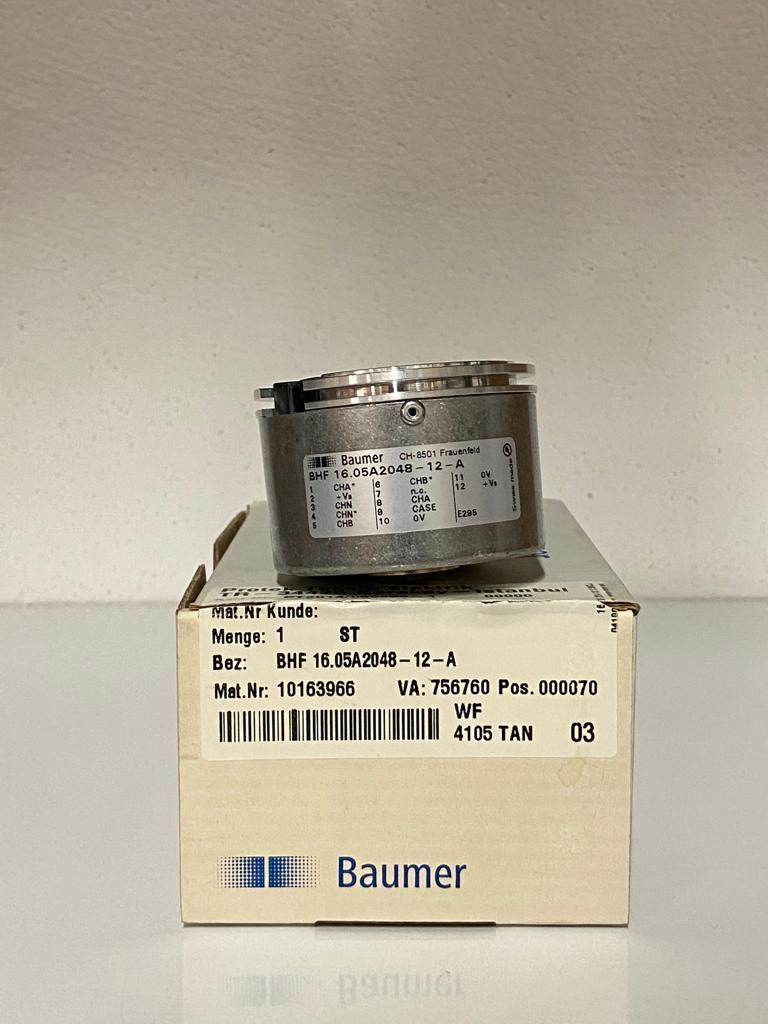 Baumer CH-8501 Frauenfeld
BHF 16.05A2048-12-A
1 CHA* 6 CHB* 11 0V
2 +Vs 7 n.c. 12 +Vs
3 CHN 8 CHA
4 CHN* 9 CASE
5 CHB 10 0V E285
Swiss made
Istanbul
Mat.Nr Kunde:
Menge: 1 ST
Bez: BHF 16.05A2048-12-A
Mat.Nr: 10163966 VA: 756760 Pos. 000070
WF
4105 TAN 03
Baumer